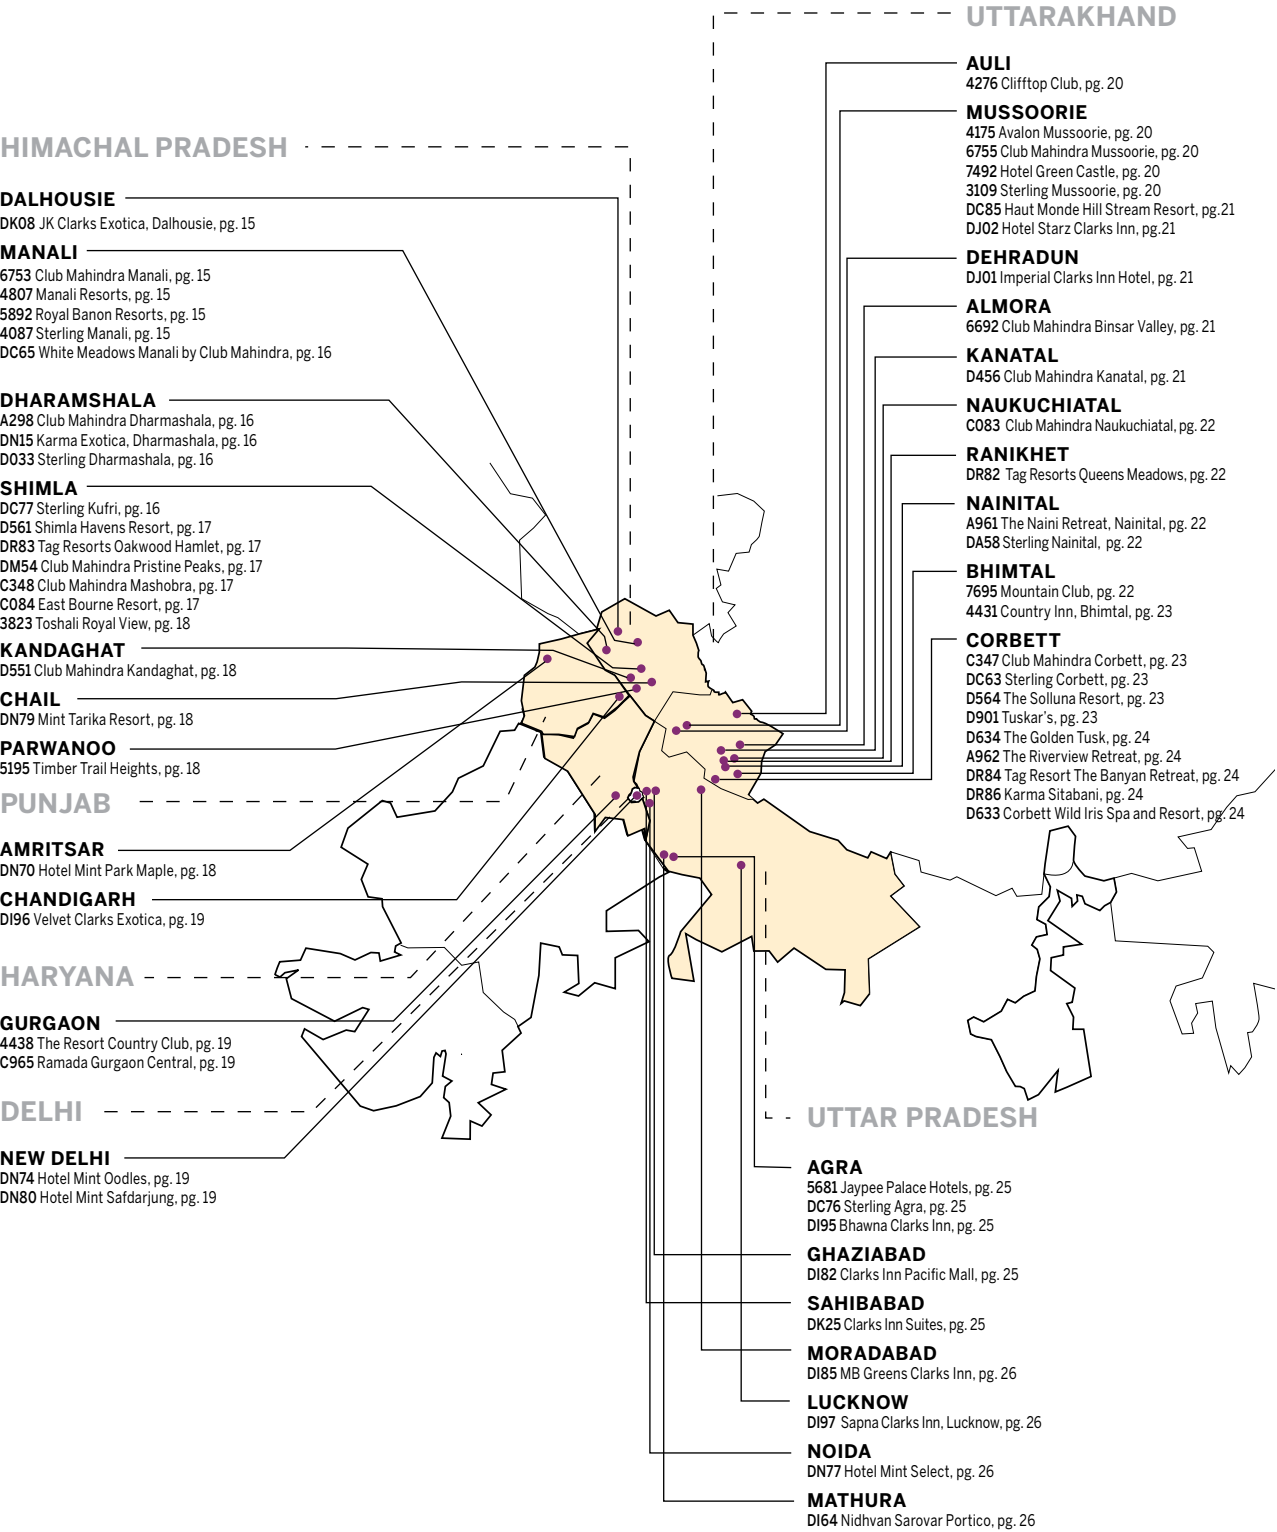 HIMACHAL PRADESH
DALHOUSIE
DK08 JK Clarks Exotica, Dalhousie, pg. 15
MANALI
6753 Club Mahindra Manali, pg. 15
4807 Manali Resorts, pg. 15
5892 Royal Banon Resorts, pg. 15
4087 Sterling Manali, pg. 15
DC65 White Meadows Manali by Club Mahindra, pg. 16
DHARAMSHALA
A298 Club Mahindra Dharmashala, pg. 16
DN15 Karma Exotica, Dharmashala, pg. 16
D033 Sterling Dharmashala, pg. 16
SHIMLA
DC77 Sterling Kufri, pg. 16
D561 Shimla Havens Resort, pg. 17
DR83 Tag Resorts Oakwood Hamlet, pg. 17
DM54 Club Mahindra Pristine Peaks, pg. 17
C348 Club Mahindra Mashobra, pg. 17
C084 East Bourne Resort, pg. 17
3823 Toshali Royal View, pg. 18
KANDAGHAT
D551 Club Mahindra Kandaghat, pg. 18
CHAIL
DN79 Mint Tarika Resort, pg. 18
PARWANOO
5195 Timber Trail Heights, pg. 18
PUNJAB
AMRITSAR
DN70 Hotel Mint Park Maple, pg. 18
CHANDIGARH
DI96 Velvet Clarks Exotica, pg. 19
HARYANA
GURGAON
4438 The Resort Country Club, pg. 19
C965 Ramada Gurgaon Central, pg. 19
DELHI
NEW DELHI
DN74 Hotel Mint Oodles, pg. 19
DN80 Hotel Mint Safdarjung, pg. 19
UTTARAKHAND
AULI
4276 Clifftop Club, pg. 20
MUSSOORIE
4175 Avalon Mussoorie, pg. 20
6755 Club Mahindra Mussoorie, pg. 20
7492 Hotel Green Castle, pg. 20
3109 Sterling Mussoorie, pg. 20
DC85 Haut Monde Hill Stream Resort, pg.21
DJ02 Hotel Starz Clarks Inn, pg.21
DEHRADUN
DJ01 Imperial Clarks Inn Hotel, pg. 21
ALMORA
6692 Club Mahindra Binsar Valley, pg. 21
KANATAL
D456 Club Mahindra Kanatal, pg. 21
NAUKUCHIATAL
C083 Club Mahindra Naukuchiatal, pg. 22
RANIKHET
DR82 Tag Resorts Queens Meadows, pg. 22
NAINITAL
A961 The Naini Retreat, Nainital, pg. 22
DA58 Sterling Nainital, pg. 22
BHIMTAL
7695 Mountain Club, pg. 22
4431 Country Inn, Bhimtal, pg. 23
CORBETT
C347 Club Mahindra Corbett, pg. 23
DC63 Sterling Corbett, pg. 23
D564 The Solluna Resort, pg. 23
D901 Tuskar's, pg. 23
D634 The Golden Tusk, pg. 24
A962 The Riverview Retreat, pg. 24
DR84 Tag Resort The Banyan Retreat, pg. 24
DR86 Karma Sitabani, pg. 24
D633 Corbett Wild Iris Spa and Resort, pg. 24
UTTAR PRADESH
AGRA
5681 Jaypee Palace Hotels, pg. 25
DC76 Sterling Agra, pg. 25
DI95 Bhawna Clarks Inn, pg. 25
GHAZIABAD
DI82 Clarks Inn Pacific Mall, pg. 25
SAHIBABAD
DK25 Clarks Inn Suites, pg. 25
MORADABAD
DI85 MB Greens Clarks Inn, pg. 26
LUCKNOW
DI97 Sapna Clarks Inn, Lucknow, pg. 26
NOIDA
DN77 Hotel Mint Select, pg. 26
MATHURA
DI64 Nidhvan Sarovar Portico, pg. 26